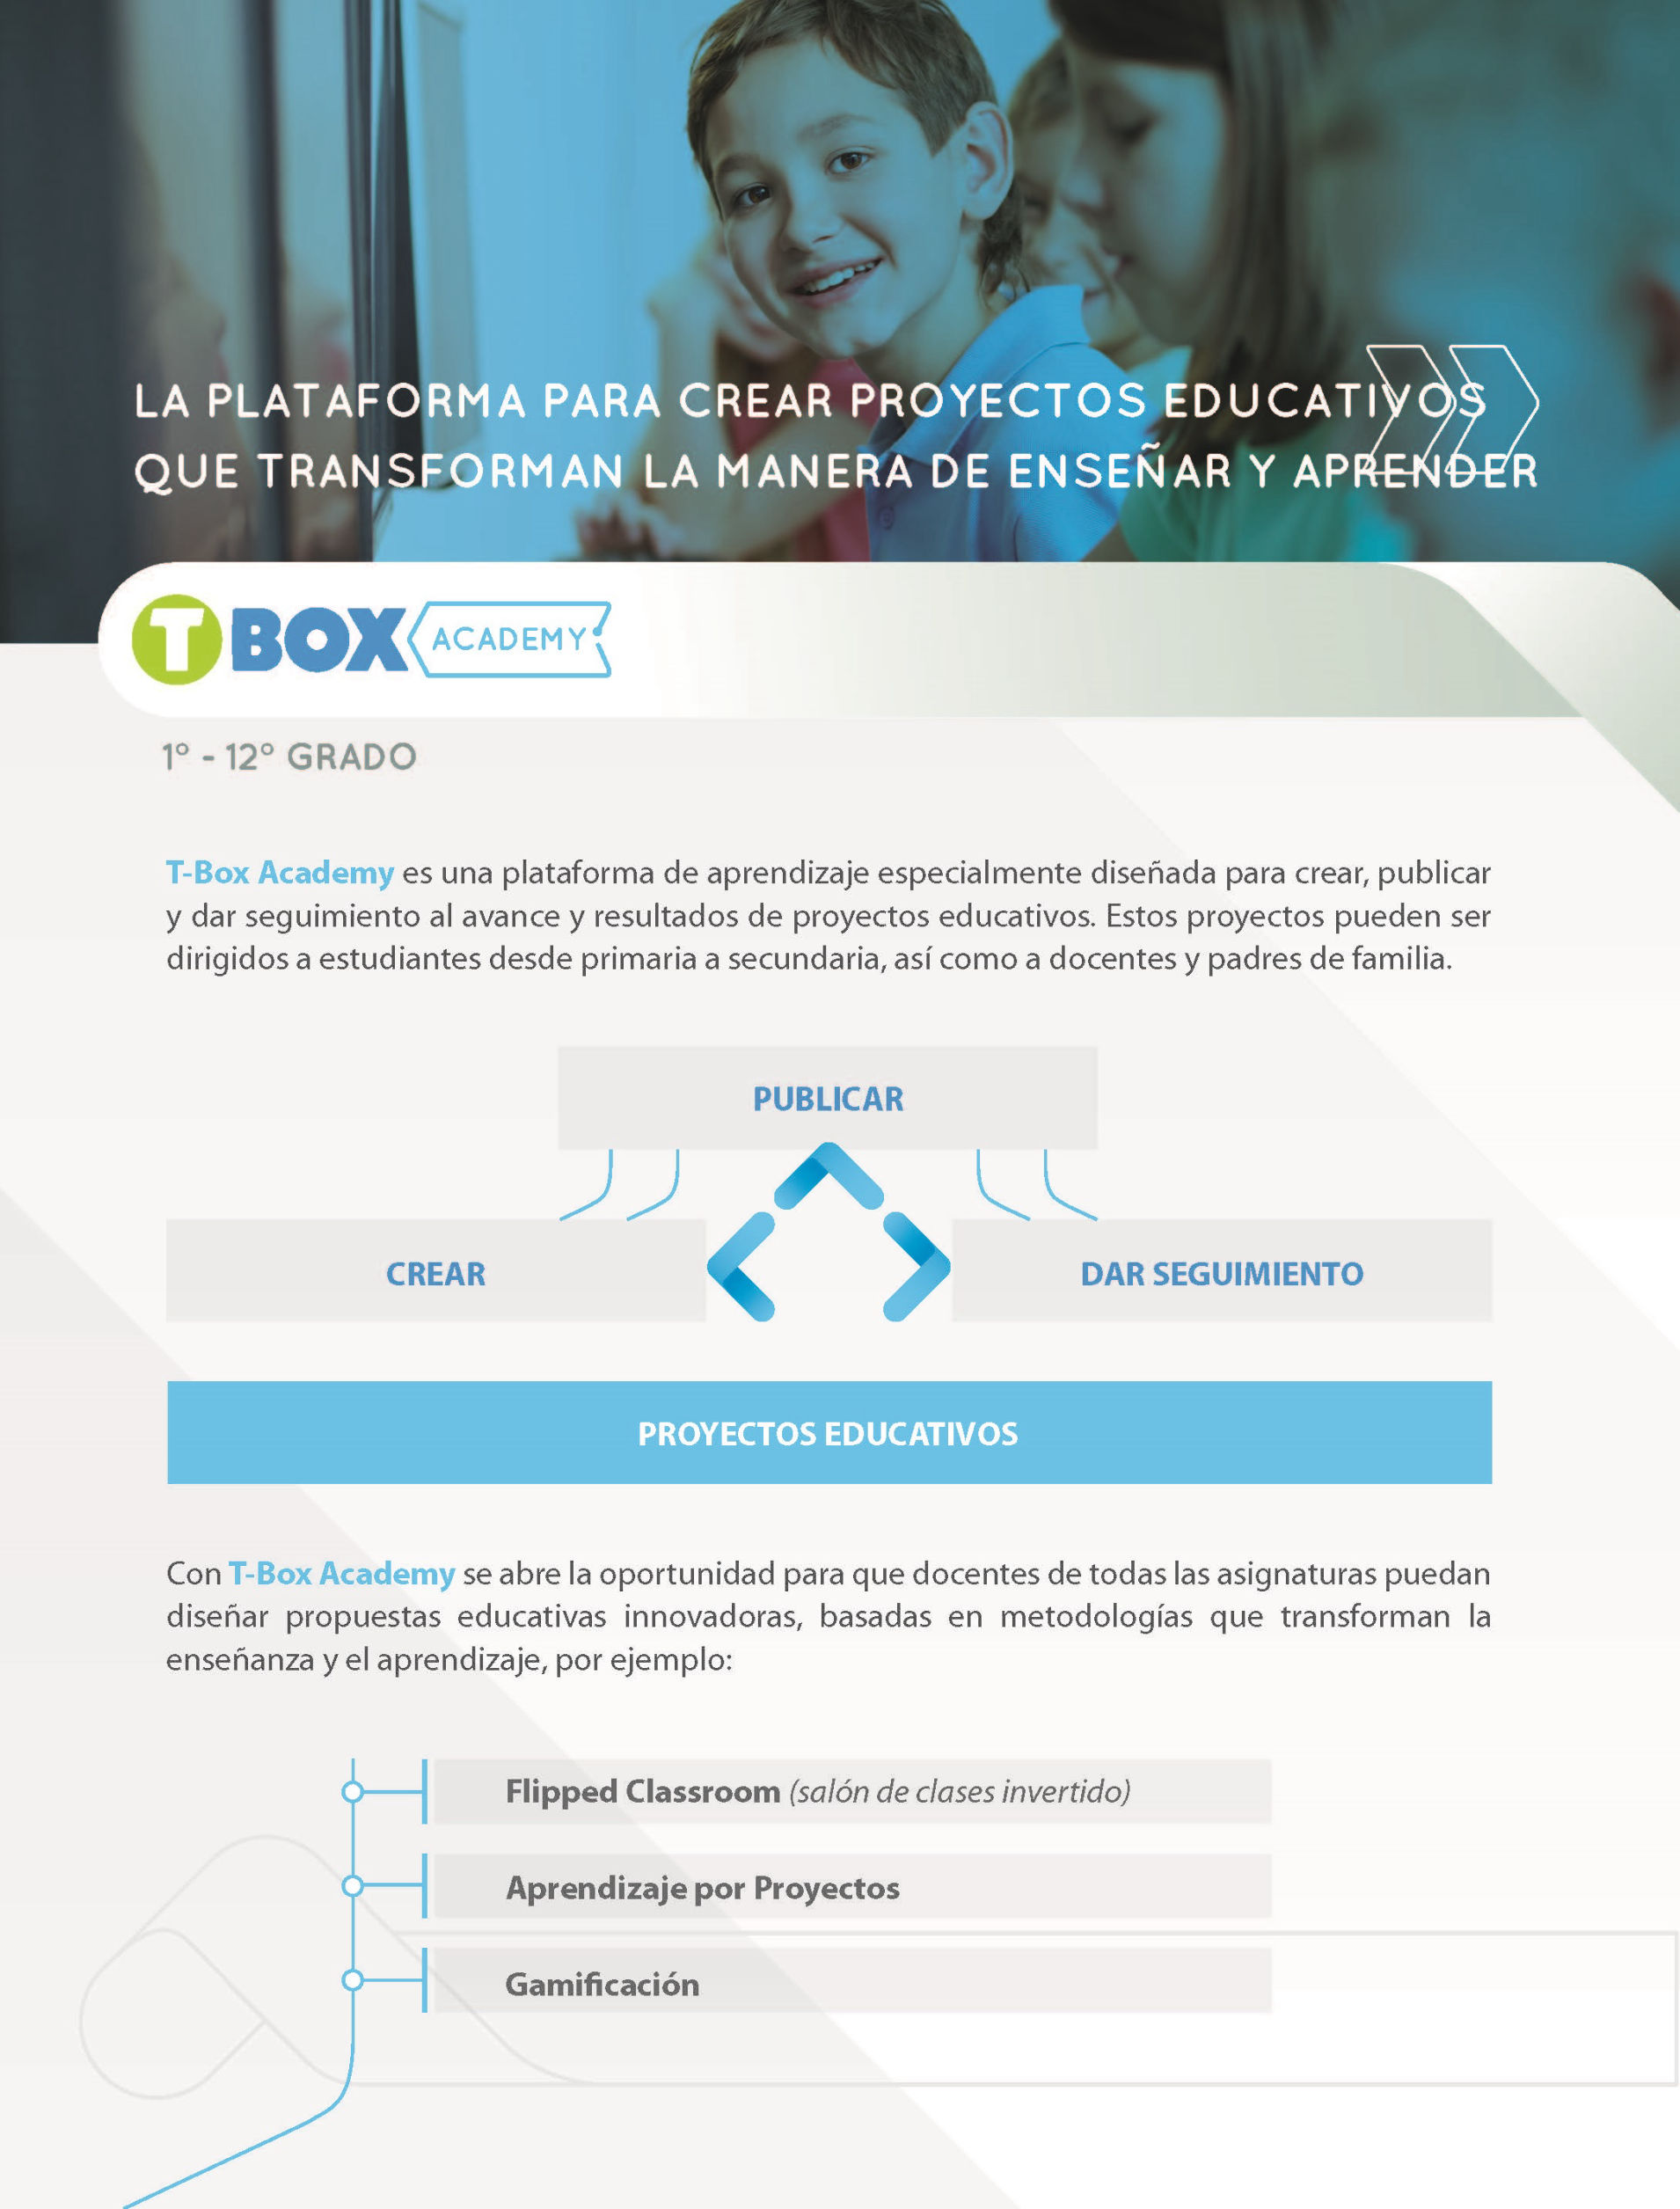 LA PLATAFORMA PARA CREAR PROYECTOS EDUCATIVOS
QUE TRANSFORMAN LA MANERA DE ENSEÑAR Y APRENDER
T BOX ACADEMY
1° - 12° GRADO
T-Box Academy es una plataforma de aprendizaje especialmente diseñada para crear, publicar
y dar seguimiento al avance y resultados de proyectos educativos. Estos proyectos pueden ser
dirigidos a estudiantes desde primaria a secundaria, así como a docentes y padres de familia.
PUBLICAR
CREAR
DAR SEGUIMIENTO
PROYECTOS EDUCATIVOS
Con T-Box Academy se abre la oportunidad para que docentes de todas las asignaturas puedan
diseñar propuestas educativas innovadoras, basadas en metodologías que transforman la
enseñanza y el aprendizaje, por ejemplo:
Flipped Classroom (salón de clases invertido)
Aprendizaje por Proyectos
Gamificación